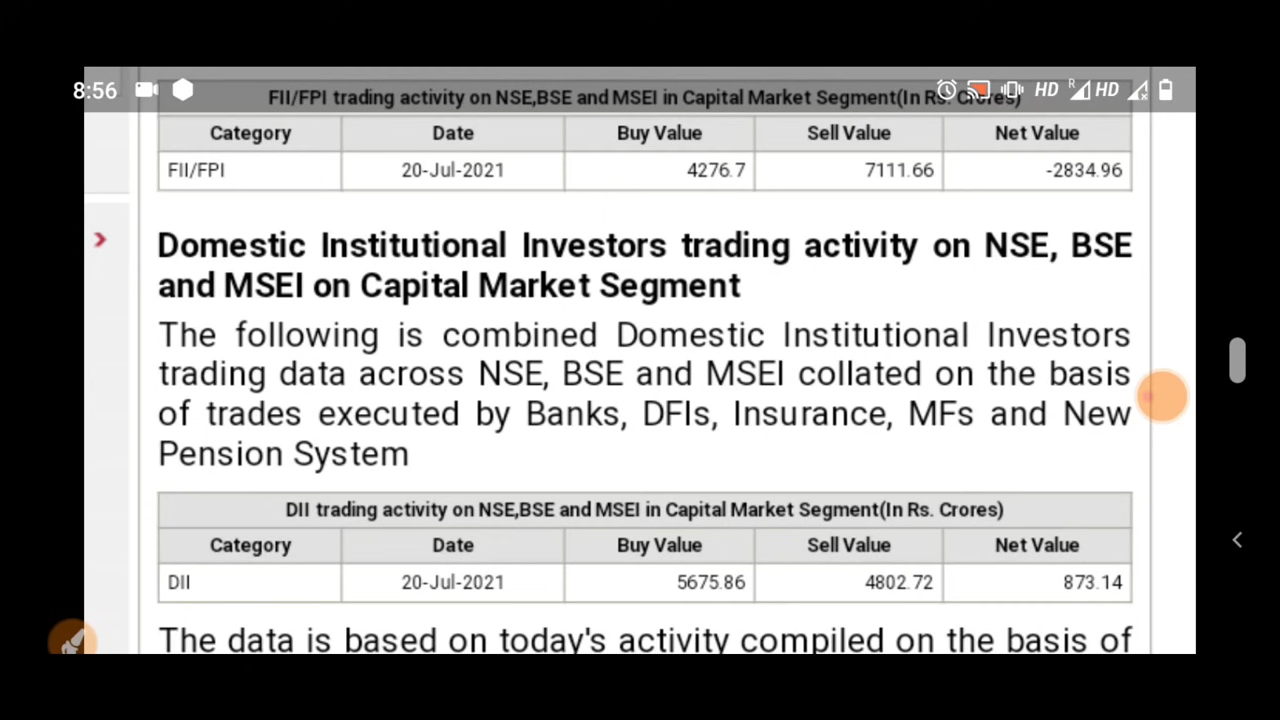 8:56 HD R HD
FII/FPI trading activity on NSE,BSE and MSEI in Capital Market Segment(In Rs. Crores)
Category Date Buy Value Sell Value Net Value
FII/FPI 20-Jul-2021 4276.7 7111.66 -2834.96
Domestic Institutional Investors trading activity on NSE, BSE
and MSEI on Capital Market Segment
The following is combined Domestic Institutional Investors
trading data across NSE, BSE and MSEI collated on the basis
of trades executed by Banks, DFIs, Insurance, MFs and New
Pension System
DII trading activity on NSE,BSE and MSEI in Capital Market Segment(In Rs. Crores)
Category Date Buy Value Sell Value Net Value
DII 20-Jul-2021 5675.86 4802.72 873.14
The data is based on today's activity compiled on the basis of